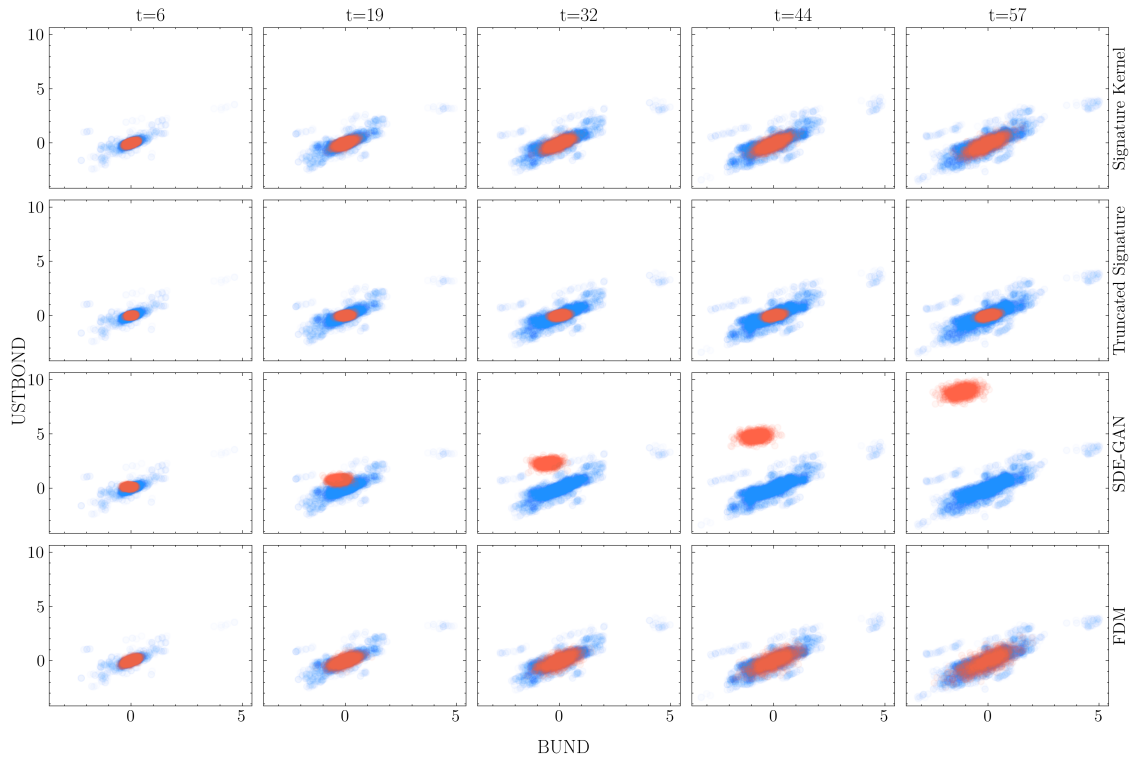 t=6 t=19 t=32 t=44 t=57
10
5
0
Signature Kernel
10
5
0
Truncated Signature
USTBOND
10
5
0
SDE-GAN
10
5
0
FDM
0 5 0 5 0 5 0 5 0 5
BUND